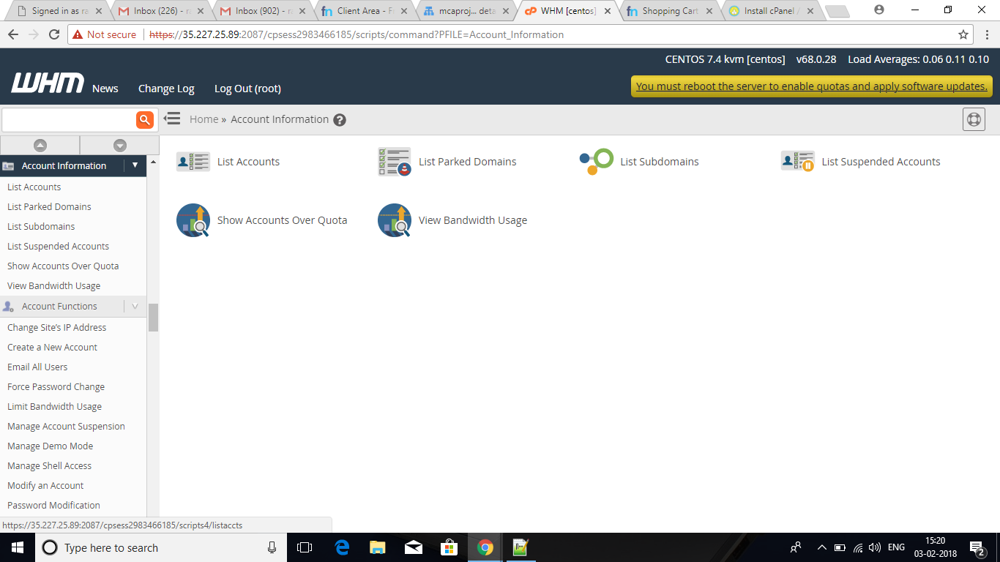 Signed in as ra
Inbox (226) - ra
Inbox (902) - ra
Client Area - F
mcaproj... deta
WHM [centos]
Shopping Cart
Install cPanel /
Not secure https://35.227.25.89:2087/cpsess2983466185/scripts/command?PFILE=Account_Information
CENTOS 7.4 kvm [centos] v68.0.28 Load Averages: 0.06 0.11 0.10
WHM News Change Log Log Out (root)
You must reboot the server to enable quotas and apply software updates.
Home » Account Information ?
Account Information
List Accounts
List Parked Domains
List Subdomains
List Suspended Accounts
Show Accounts Over Quota
View Bandwidth Usage
Account Functions
Change Site's IP Address
Create a New Account
Email All Users
Force Password Change
Limit Bandwidth Usage
Manage Account Suspension
Manage Demo Mode
Manage Shell Access
Modify an Account
Password Modification
List Accounts
List Parked Domains
List Subdomains
List Suspended Accounts
Show Accounts Over Quota
View Bandwidth Usage
https://35.227.25.89:2087/cpsess2983466185/scripts4/listaccts
Type here to search
ENG
15:20
03-02-2018
2